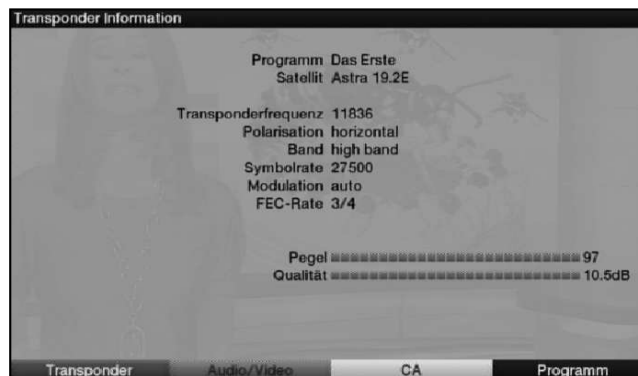 Transponder Information
Programm Das Erste
Satellit Astra 19.2E
Transponderfrequenz 11836
Polarisation horizontal
Band high band
Symbolrate 27500
Modulation auto
FEC-Rate 3/4
Pegel 97
Qualität 10.5dB
Transponder Audio/Video CA Programm